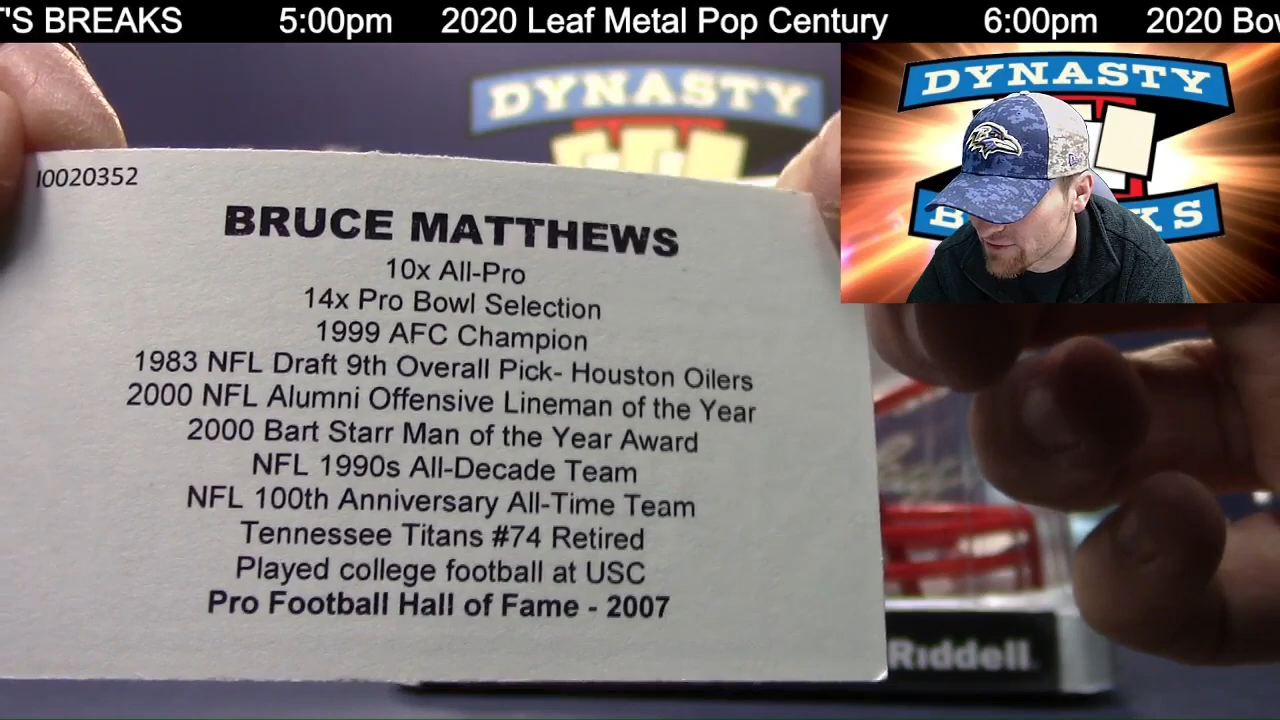 'S BREAKS 5:00pm 2020 Leaf Metal Pop Century 6:00pm 2020 Bow
DYNASTY
DYNASTY
B KS
0020352
BRUCE MATTHEWS
10x All-Pro
14x Pro Bowl Selection
1999 AFC Champion
1983 NFL Draft 9th Overall Pick- Houston Oilers
2000 NFL Alumni Offensive Lineman of the Year
2000 Bart Starr Man of the Year Award
NFL 1990s All-Decade Team
NFL 100th Anniversary All-Time Team
Tennessee Titans #74 Retired
Played college football at USC
Pro Football Hall of Fame - 2007
Riddell